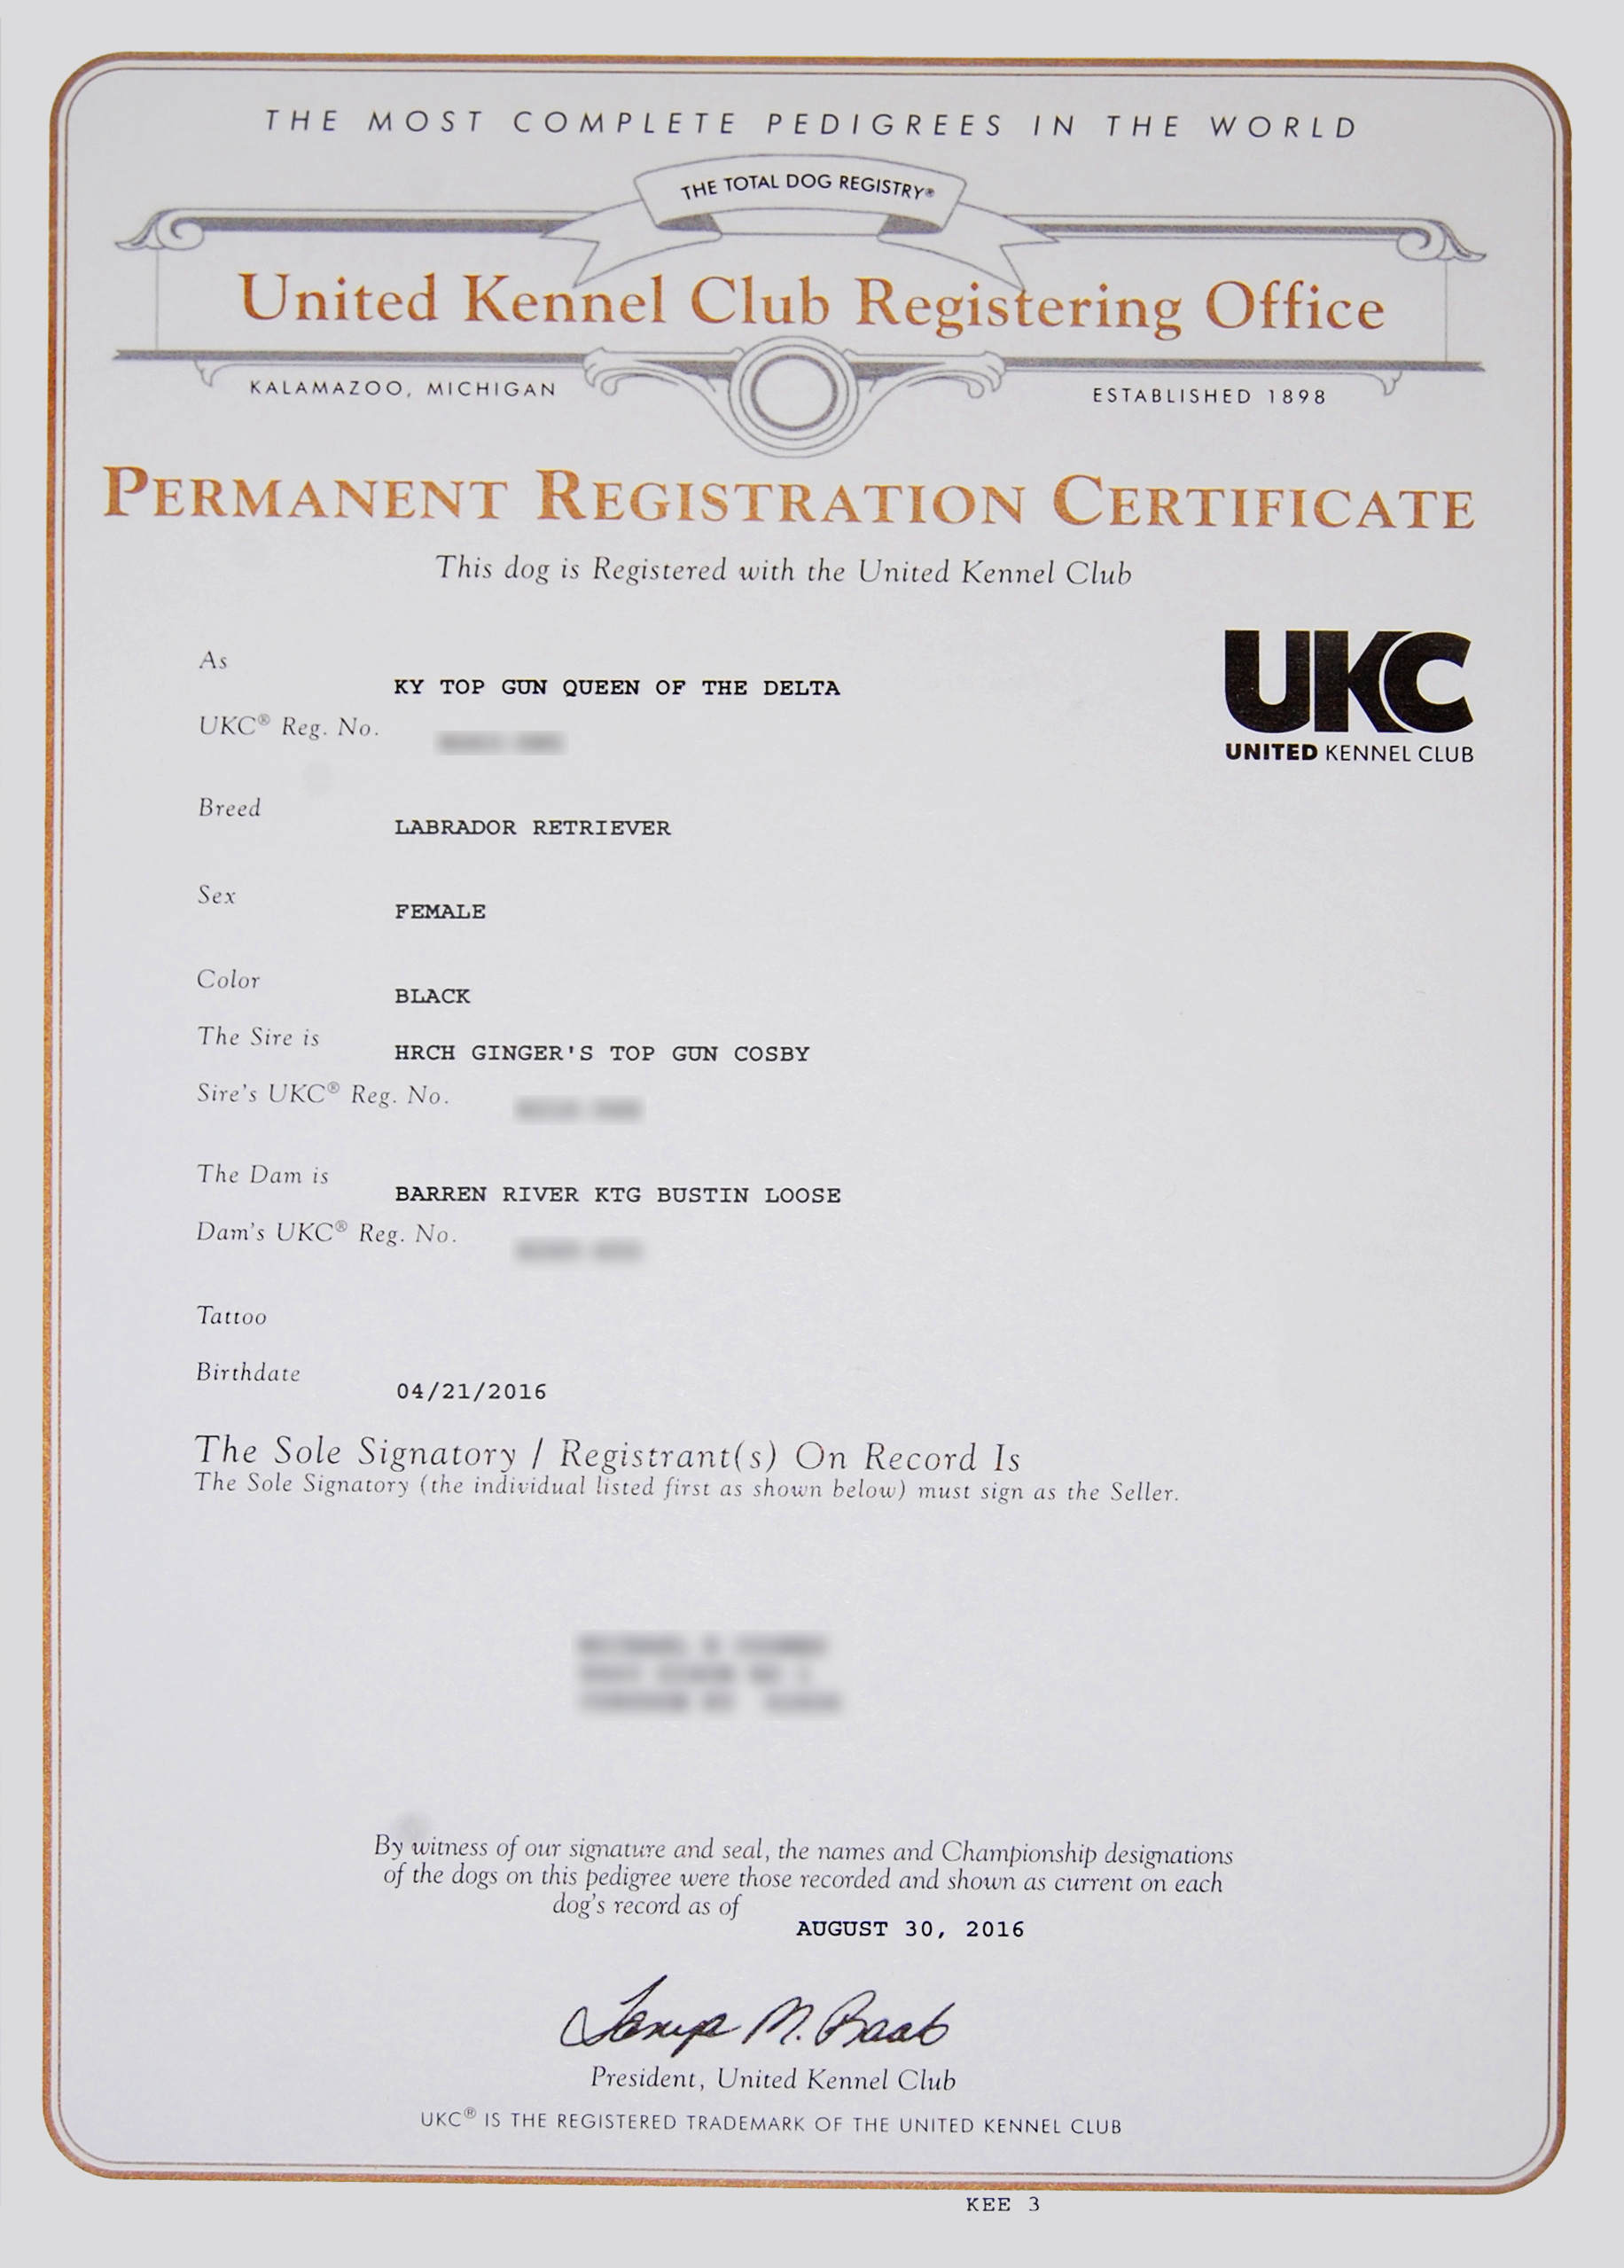 THE MOST COMPLETE PEDIGREES IN THE WORLD
THE TOTAL DOG REGISTRY®
United Kennel Club Registering Office
KALAMAZOO, MICHIGAN
ESTABLISHED 1898
PERMANENT REGISTRATION CERTIFICATE
This dog is Registered with the United Kennel Club
UKC
UNITED KENNEL CLUB
As
KY TOP GUN QUEEN OF THE DELTA
UKC® Reg. No.
Breed
LABRADOR RETRIEVER
Sex
FEMALE
Color
BLACK
The Sire is
HRCH GINGER'S TOP GUN COSBY
Sire's UKC® Reg. No.
The Dam is
BARREN RIVER KTG BUSTIN LOOSE
Dam's UKC® Reg. No.
Tattoo
Birthdate
04/21/2016
The Sole Signatory / Registrant(s) On Record Is
The Sole Signatory (the individual listed first as shown below) must sign as the Seller.
By witness of our signature and seal, the names and Championship designations
of the dogs on this pedigree were those recorded and shown as current on each
dog's record as of
AUGUST 30, 2016
Tanya M. Raab
President, United Kennel Club
UKC® IS THE REGISTERED TRADEMARK OF THE UNITED KENNEL CLUB
KEE 3